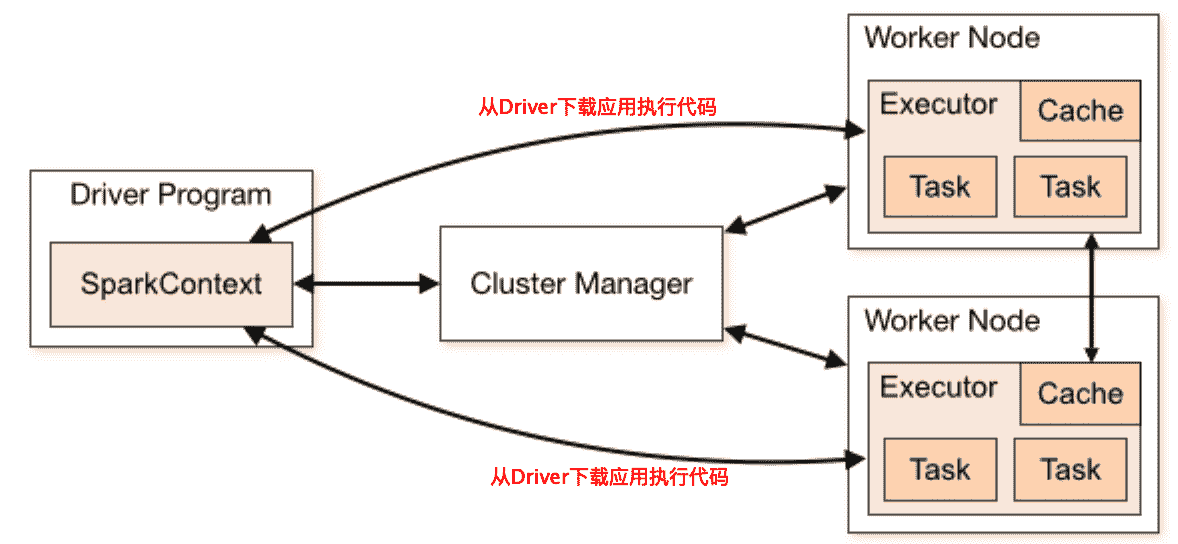 Worker Node
Executor
Cache
Task
Task
从Driver下载应用执行代码
Driver Program
SparkContext
Cluster Manager
Worker Node
Executor
Cache
Task
Task
从Driver下载应用执行代码